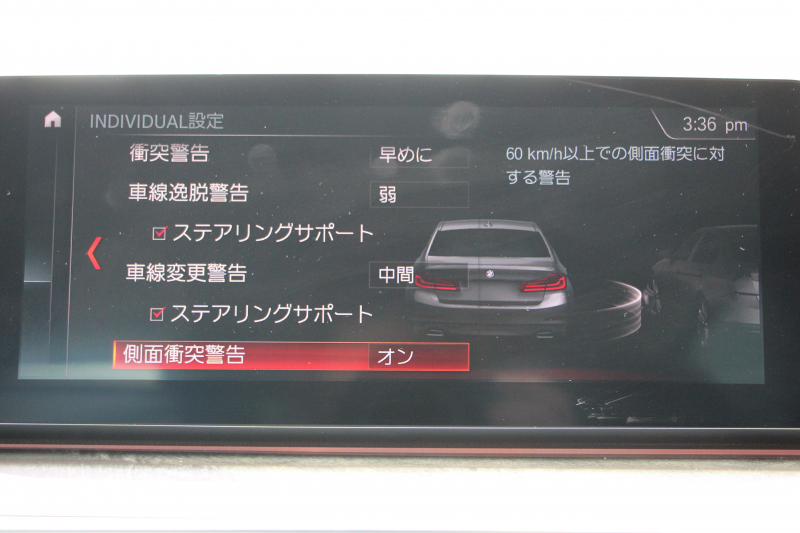 INDIVIDUAL設定
3:36 pm
衝突警告 早めに
車線逸脱警告 弱
ステアリングサポート
車線変更警告 中間
ステアリングサポート
側面衝突警告 オン
60 km/h以上での側面衝突に対
する警告